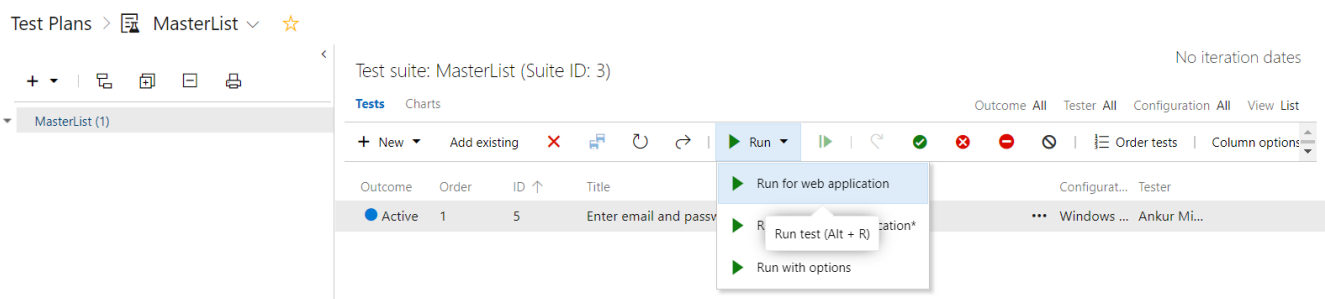 Test Plans > MasterList
No iteration dates
Test suite: MasterList (Suite ID: 3)
Tests Charts
Outcome All Tester All Configuration All View List
MasterList (1)
+ New Add existing Run Order tests Column options
Outcome Order ID ↑ Title Configurat... Tester
Active 1 5 Enter email and passw ••• Windows ... Ankur Mi...
Run for web application
R cation*
Run test (Alt + R)
Run with options